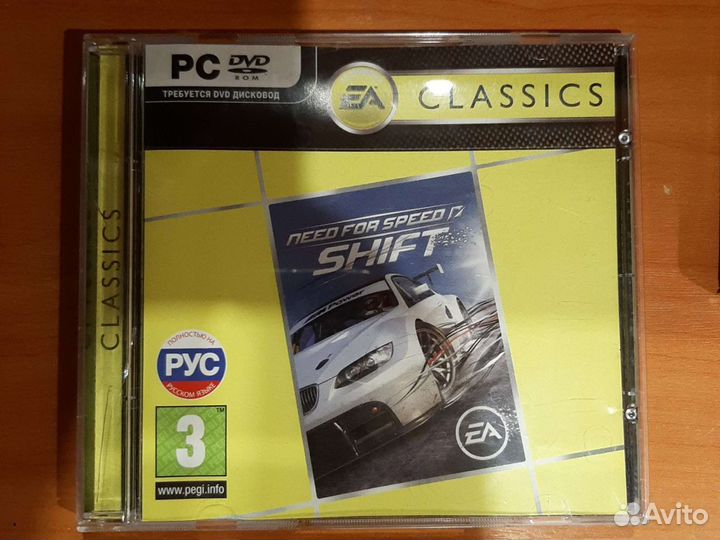 PC DVD
ROM
ТРЕБУЕТСЯ DVD ДИСКОВОД
EA CLASSICS
CLASSICS
NEED FOR SPEED
SHIFT
ПОЛНОСТЬЮ НА
РУС
РУССКОМ ЯЗЫКЕ
3
™
www.pegi.info
EA
Avito